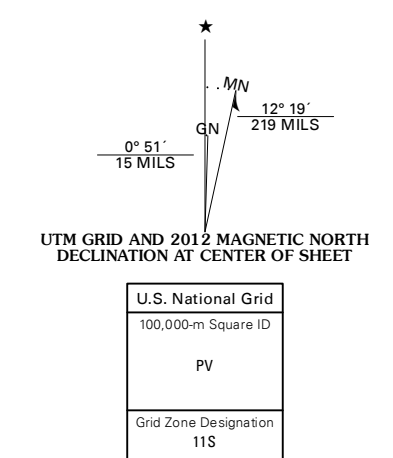 ★
MN
GN
12° 19´
219 MILS
0° 51´
15 MILS
UTM GRID AND 2012 MAGNETIC NORTH
DECLINATION AT CENTER OF SHEET
U.S. National Grid
100,000-m Square ID
PV
Grid Zone Designation
11S